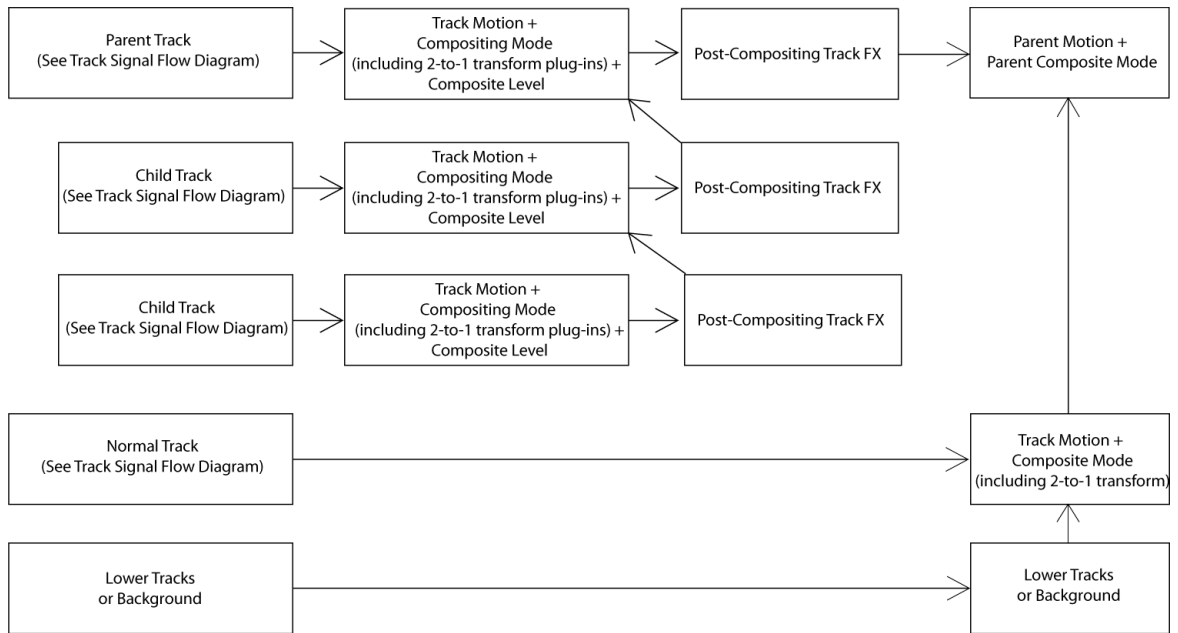 Parent Track
(See Track Signal Flow Diagram)
Track Motion +
Compositing Mode
(including 2-to-1 transform plug-ins) +
Composite Level
Post-Compositing Track FX
Parent Motion +
Parent Composite Mode
Child Track
(See Track Signal Flow Diagram)
Track Motion +
Compositing Mode
(including 2-to-1 transform plug-ins) +
Composite Level
Post-Compositing Track FX
Child Track
(See Track Signal Flow Diagram)
Track Motion +
Compositing Mode
(including 2-to-1 transform plug-ins) +
Composite Level
Post-Compositing Track FX
Normal Track
(See Track Signal Flow Diagram)
Track Motion +
Composite Mode
(including 2-to-1 transform)
Lower Tracks
or Background
Lower Tracks
or Background